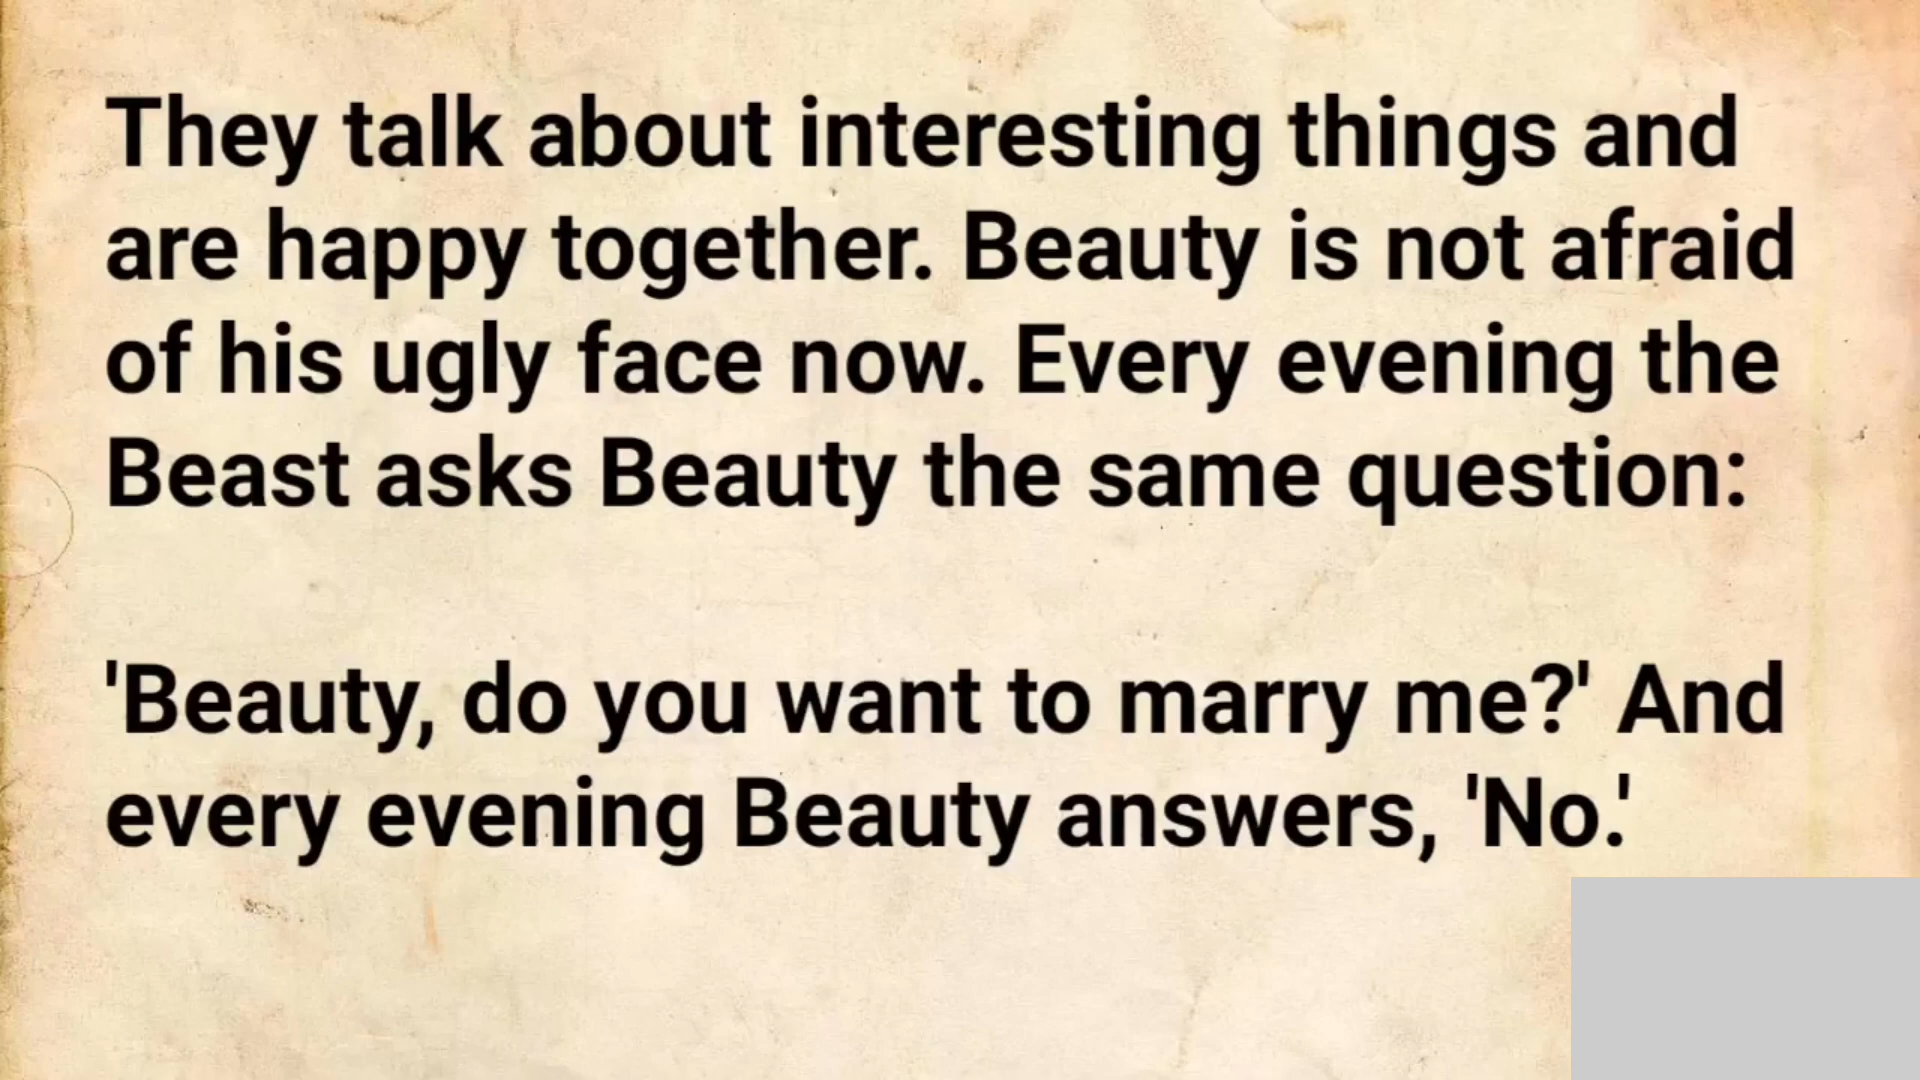 They talk about interesting things and
are happy together. Beauty is not afraid
of his ugly face now. Every evening the
Beast asks Beauty the same question:
'Beauty, do you want to marry me?' And
every evening Beauty answers, 'No.'